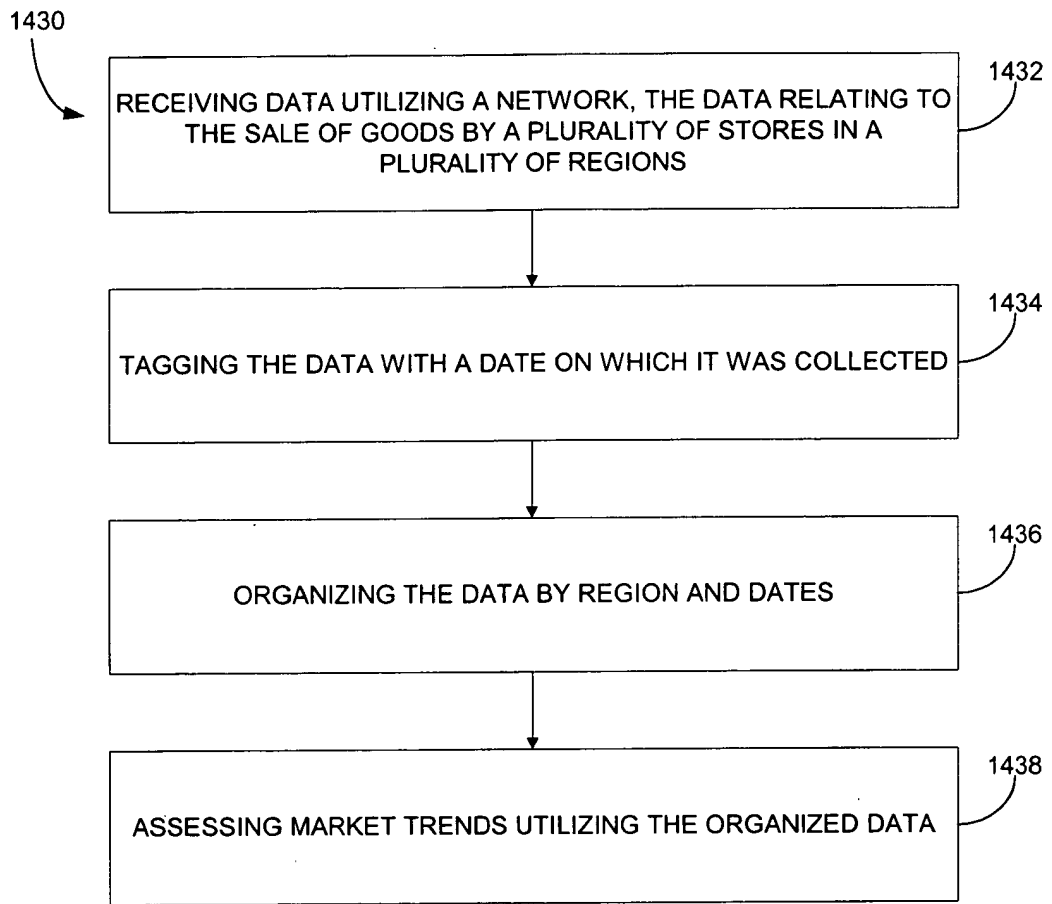 1430
1432
RECEIVING DATA UTILIZING A NETWORK, THE DATA RELATING TO
THE SALE OF GOODS BY A PLURALITY OF STORES IN A
PLURALITY OF REGIONS
1434
TAGGING THE DATA WITH A DATE ON WHICH IT WAS COLLECTED
1436
ORGANIZING THE DATA BY REGION AND DATES
1438
ASSESSING MARKET TRENDS UTILIZING THE ORGANIZED DATA